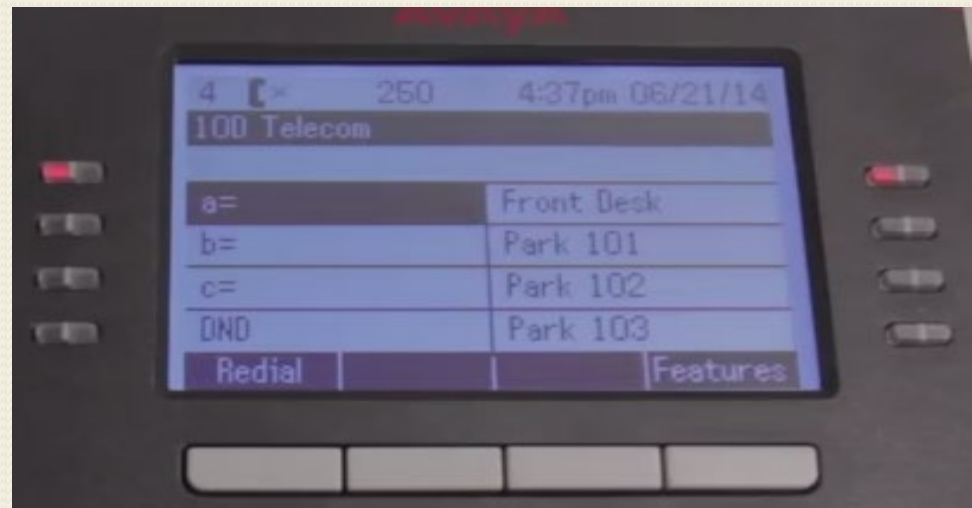 AVAYA
4 250 4:37pm 06/21/14
100 Telecom
a= Front Desk
b= Park 101
c= Park 102
DND Park 103
Redial Features